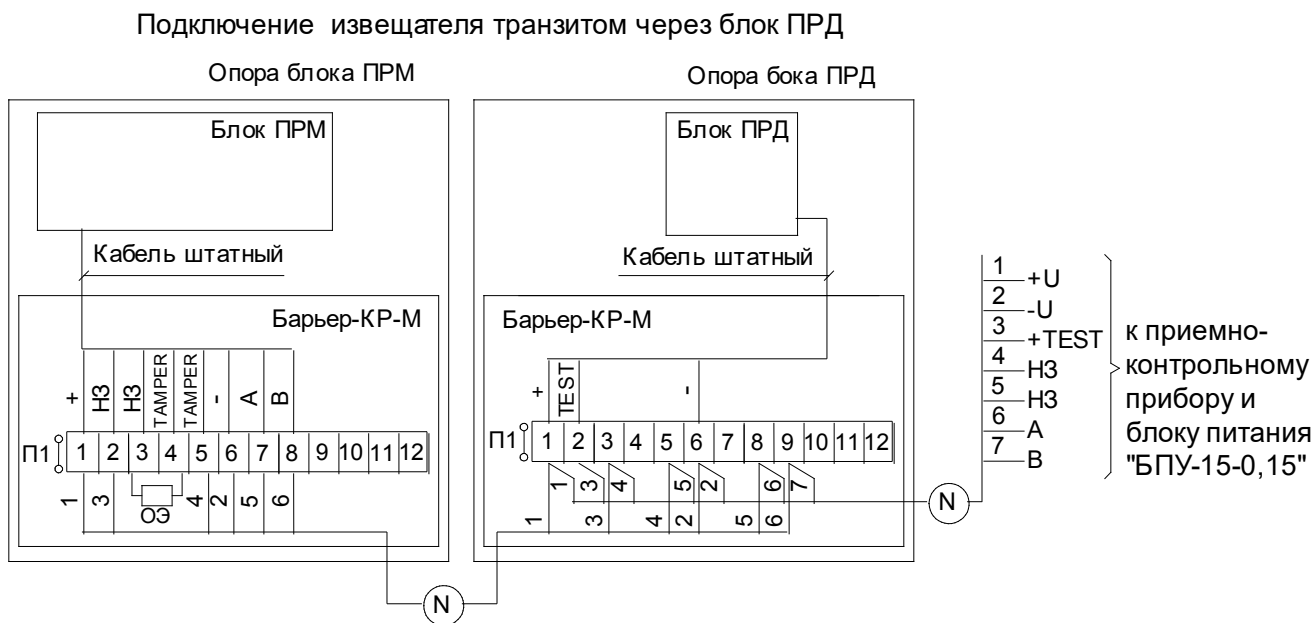 Подключение извещателя транзитом через блок ПРД
Опора блока ПРМ
Опора бока ПРД
Блок ПРМ
Блок ПРД
Кабель штатный
Кабель штатный
Барьер-КР-М
Барьер-КР-М
+ НЗ НЗ TAMPER TAMPER - A B
П1 1 2 3 4 5 6 7 8 9 10 11 12
1 3 ОЭ 4 2 5 6
+ TEST -
П1 1 2 3 4 5 6 7 8 9 10 11 12
1 3 4 5 2 6 7
1 3 4 2 5 6
N
N
1 +U
2 -U
3 +TEST
4 НЗ
5 НЗ
6 A
7 B
к приемно-
контрольному
прибору и
блоку питания
"БПУ-15-0,15"